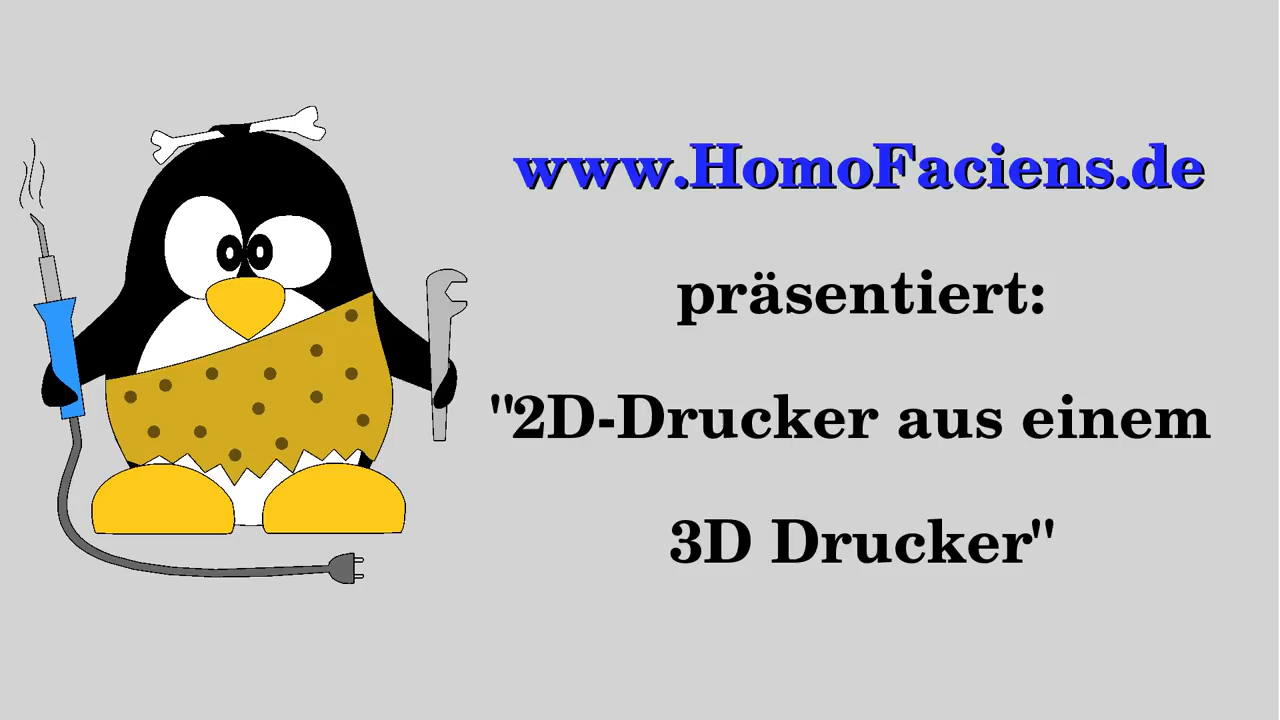 www.HomoFaciens.de
präsentiert:
"2D-Drucker aus einem
3D Drucker"